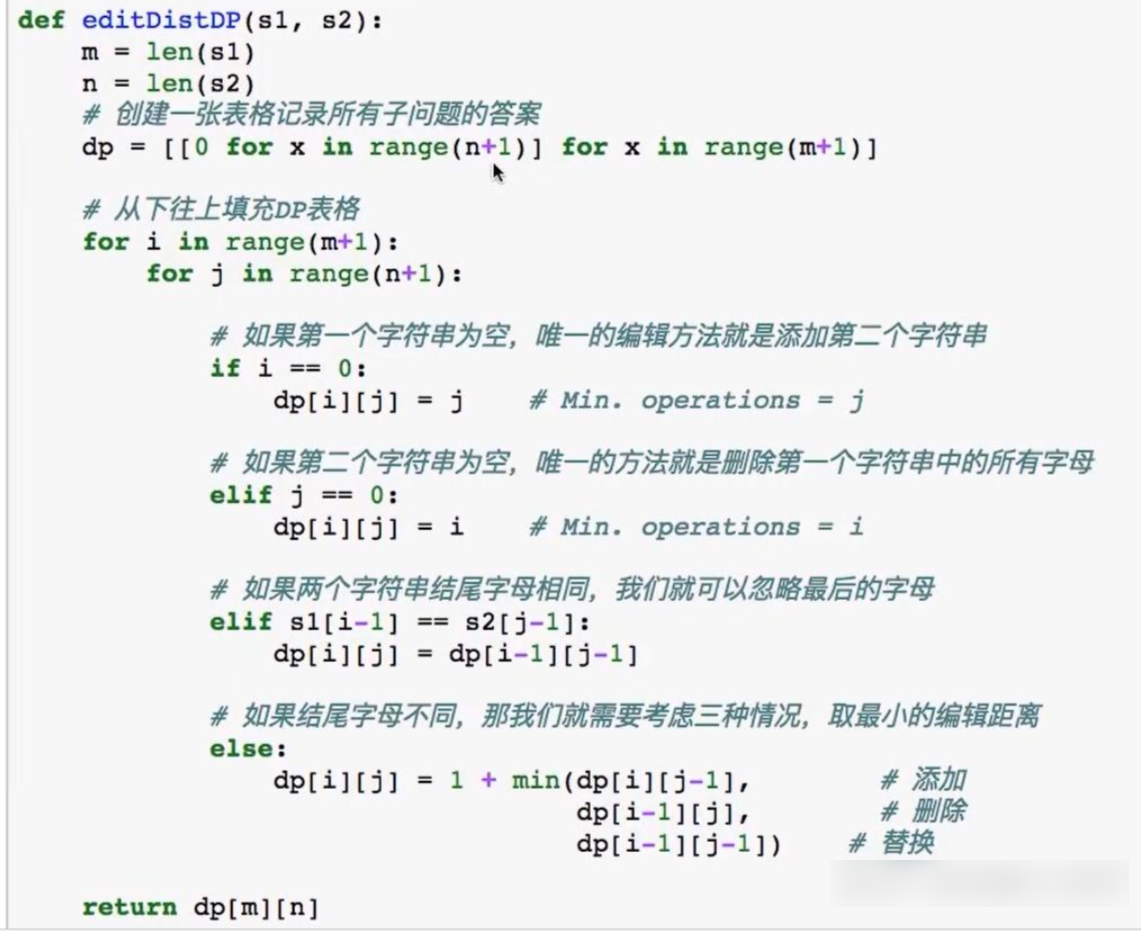 def editDistDP(s1, s2):
    m = len(s1)
    n = len(s2)
    # 创建一张表格记录所有子问题的答案
    dp = [[0 for x in range(n+1)] for x in range(m+1)]
    # 从下往上填充DP表格
    for i in range(m+1):
        for j in range(n+1):
            # 如果第一个字符串为空，唯一的编辑方法就是添加第二个字符串
            if i == 0:
                dp[i][j] = j    # Min. operations = j
            # 如果第二个字符串为空，唯一的方法就是删除第一个字符串中的所有字母
            elif j == 0:
                dp[i][j] = i    # Min. operations = i
            # 如果两个字符串结尾字母相同，我们就可以忽略最后的字母
            elif s1[i-1] == s2[j-1]:
                dp[i][j] = dp[i-1][j-1]
            # 如果结尾字母不同，那我们就需要考虑三种情况，取最小的编辑距离
            else:
                dp[i][j] = 1 + min(dp[i][j-1],        # 添加
                                   dp[i-1][j],        # 删除
                                   dp[i-1][j-1])    # 替换
    return dp[m][n]